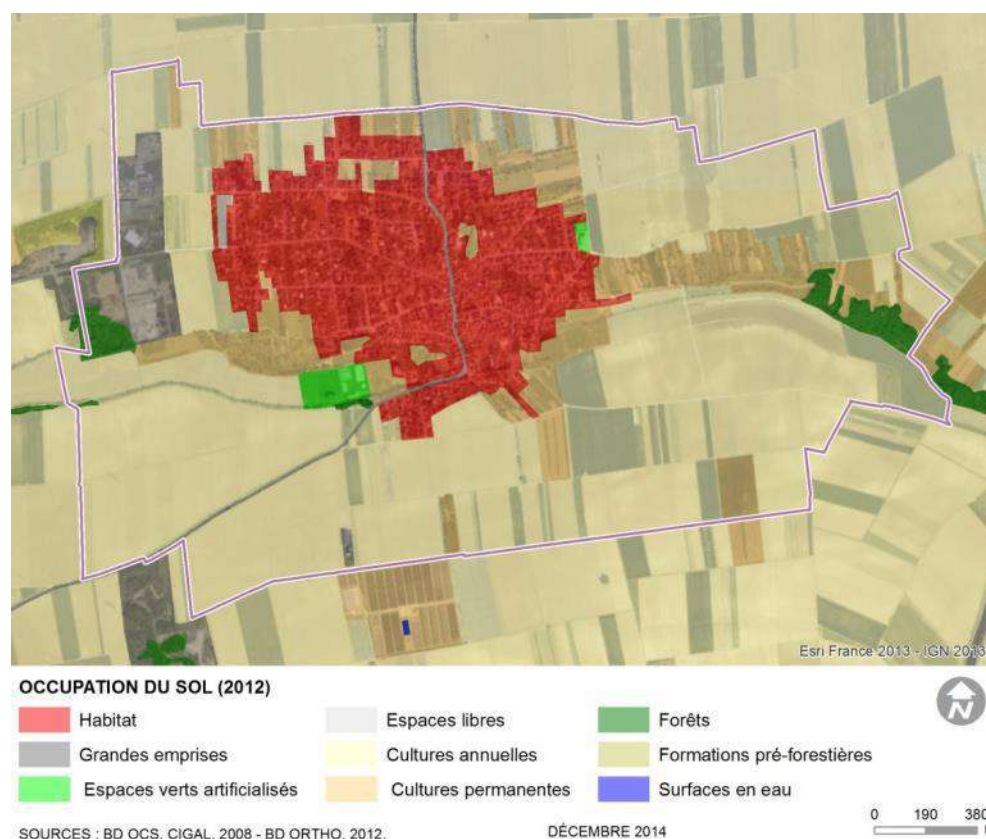 Esri France 2013 - IGN 2013
OCCUPATION DU SOL (2012)
Habitat
Espaces libres
Forêts
Grandes emprises
Cultures annuelles
Formations pré-forestières
Espaces verts artificialisés
Cultures permanentes
Surfaces en eau
N
0 190 380
SOURCES : BD OCS, CIGAL, 2008 - BD ORTHO, 2012.
DÉCEMBRE 2014